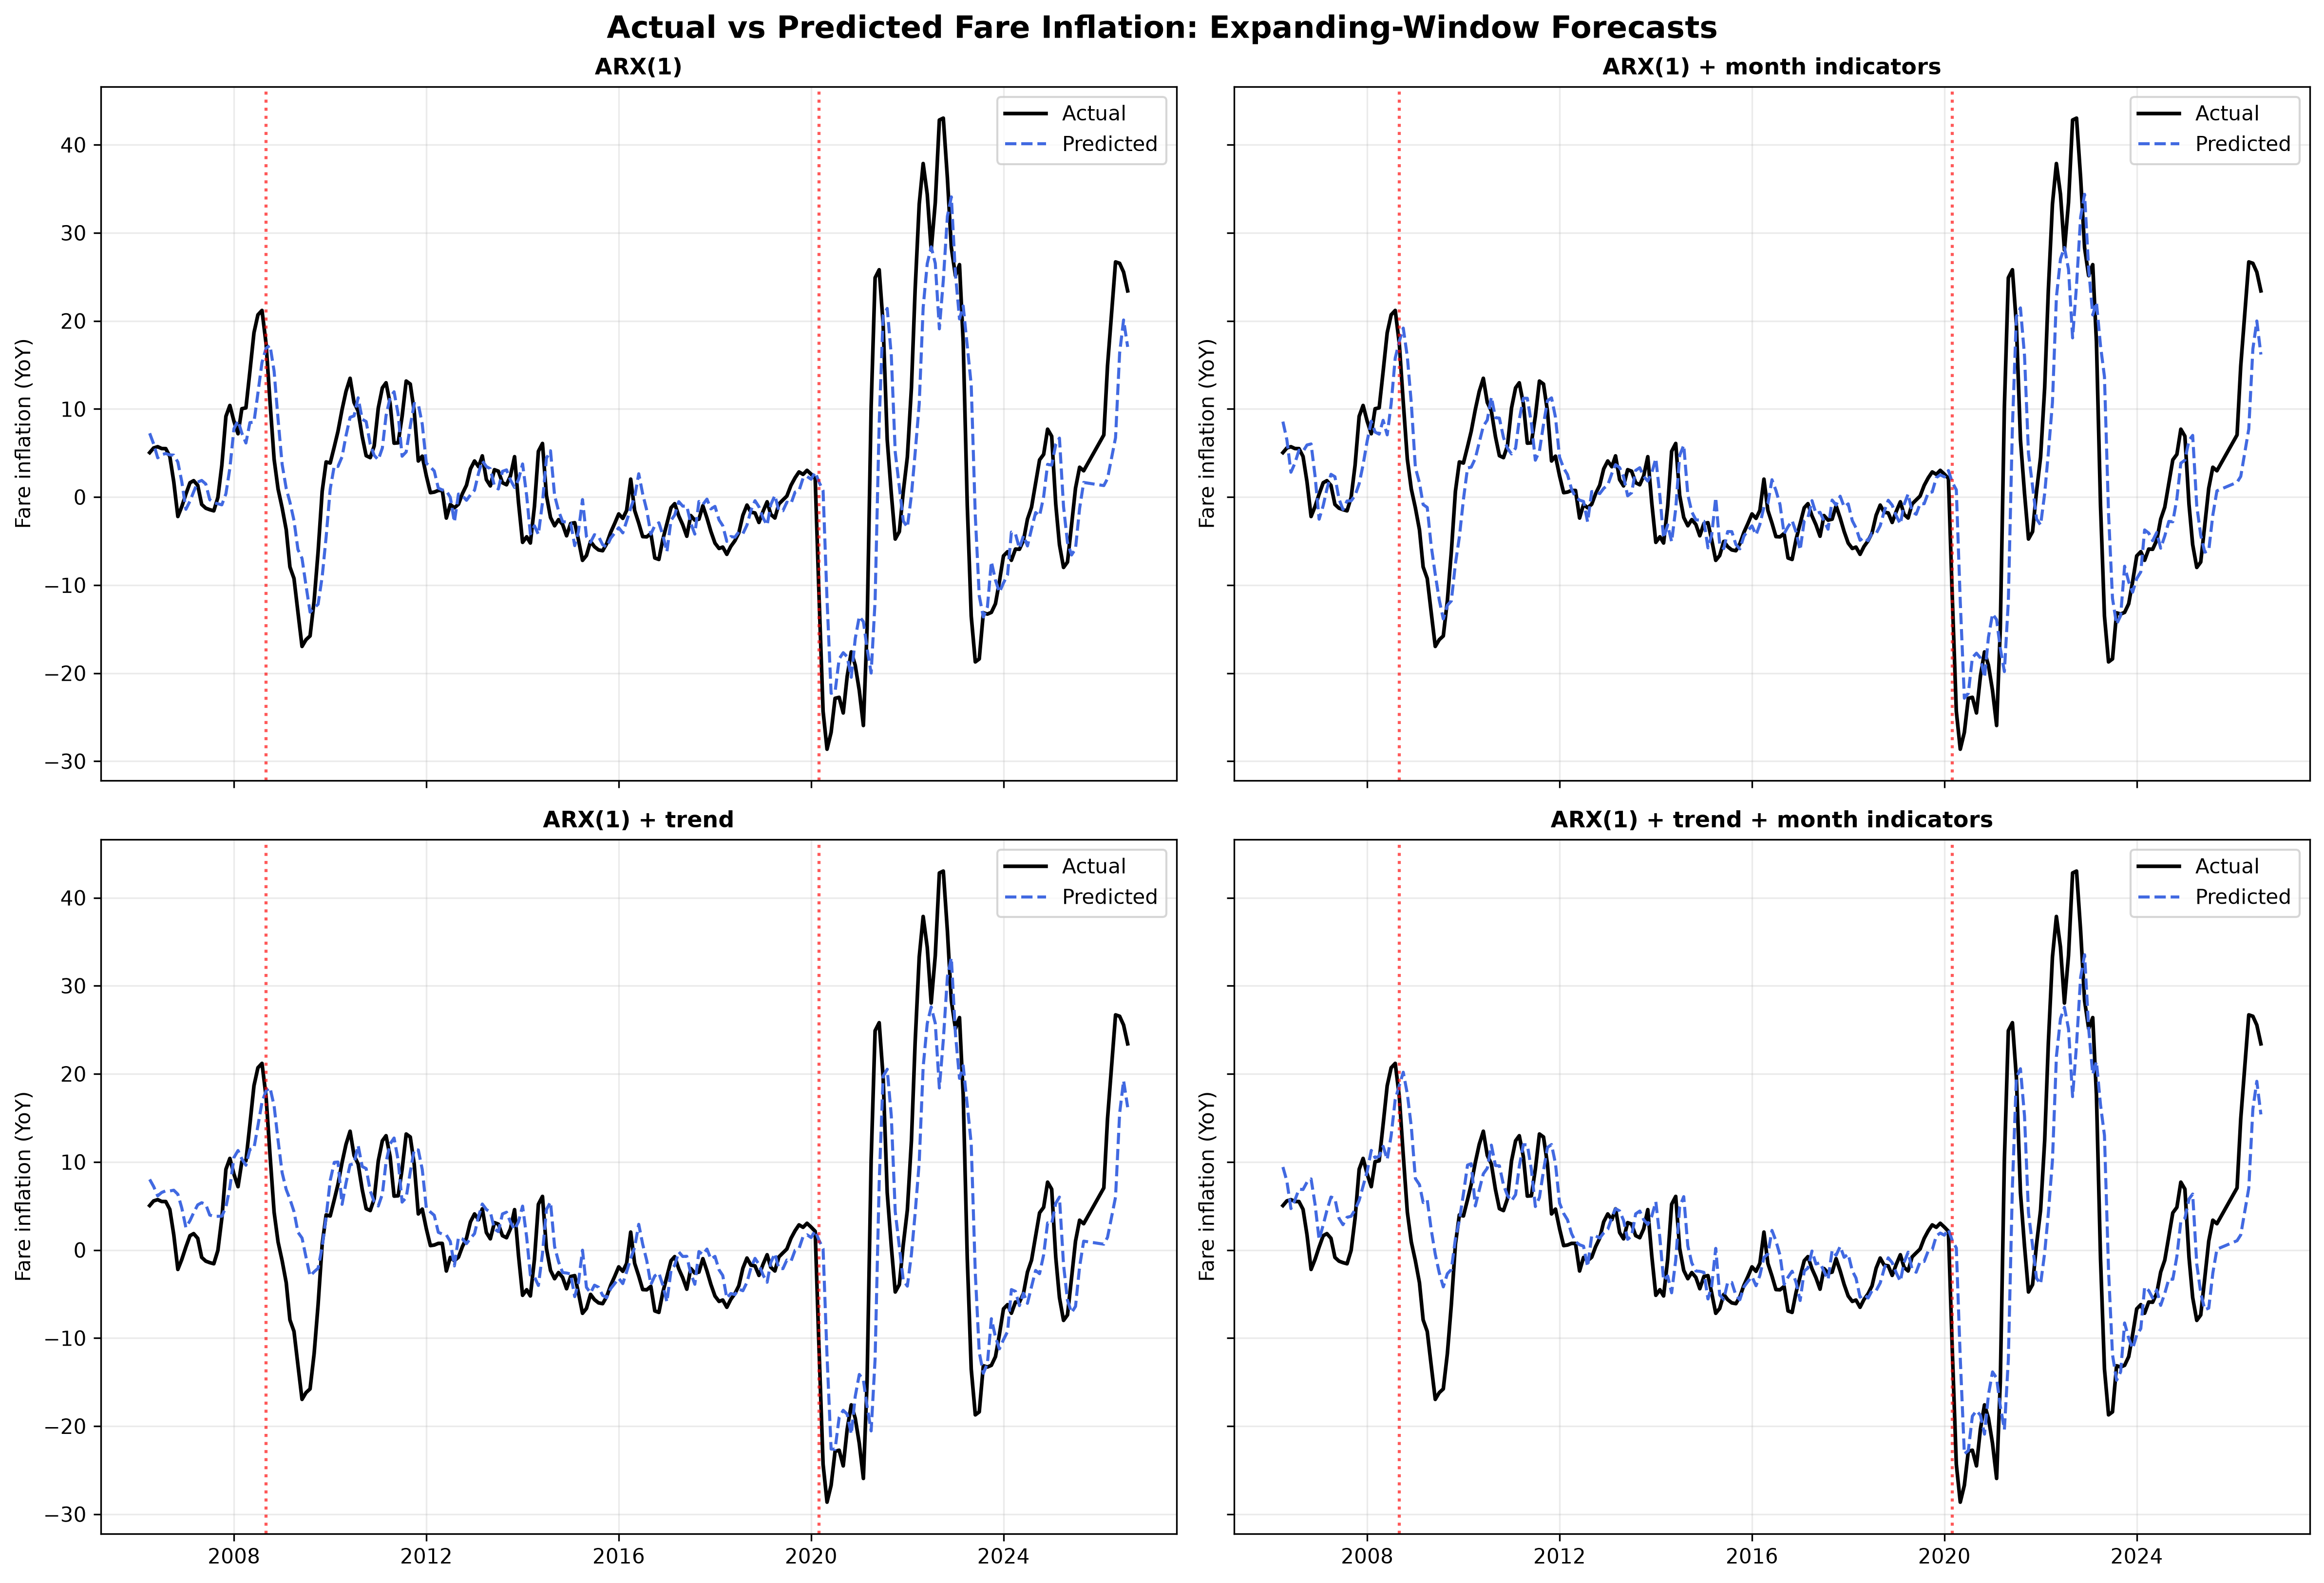 Actual vs Predicted Fare Inflation: Expanding-Window Forecasts
ARX(1)
Fare inflation (YoY)
40
30
20
10
0
−10
−20
−30
Actual
Predicted
ARX(1) + month indicators
Fare inflation (YoY)
Actual
Predicted
ARX(1) + trend
Fare inflation (YoY)
40
30
20
10
0
−10
−20
−30
Actual
Predicted
2008 2012 2016 2020 2024
ARX(1) + trend + month indicators
Fare inflation (YoY)
Actual
Predicted
2008 2012 2016 2020 2024